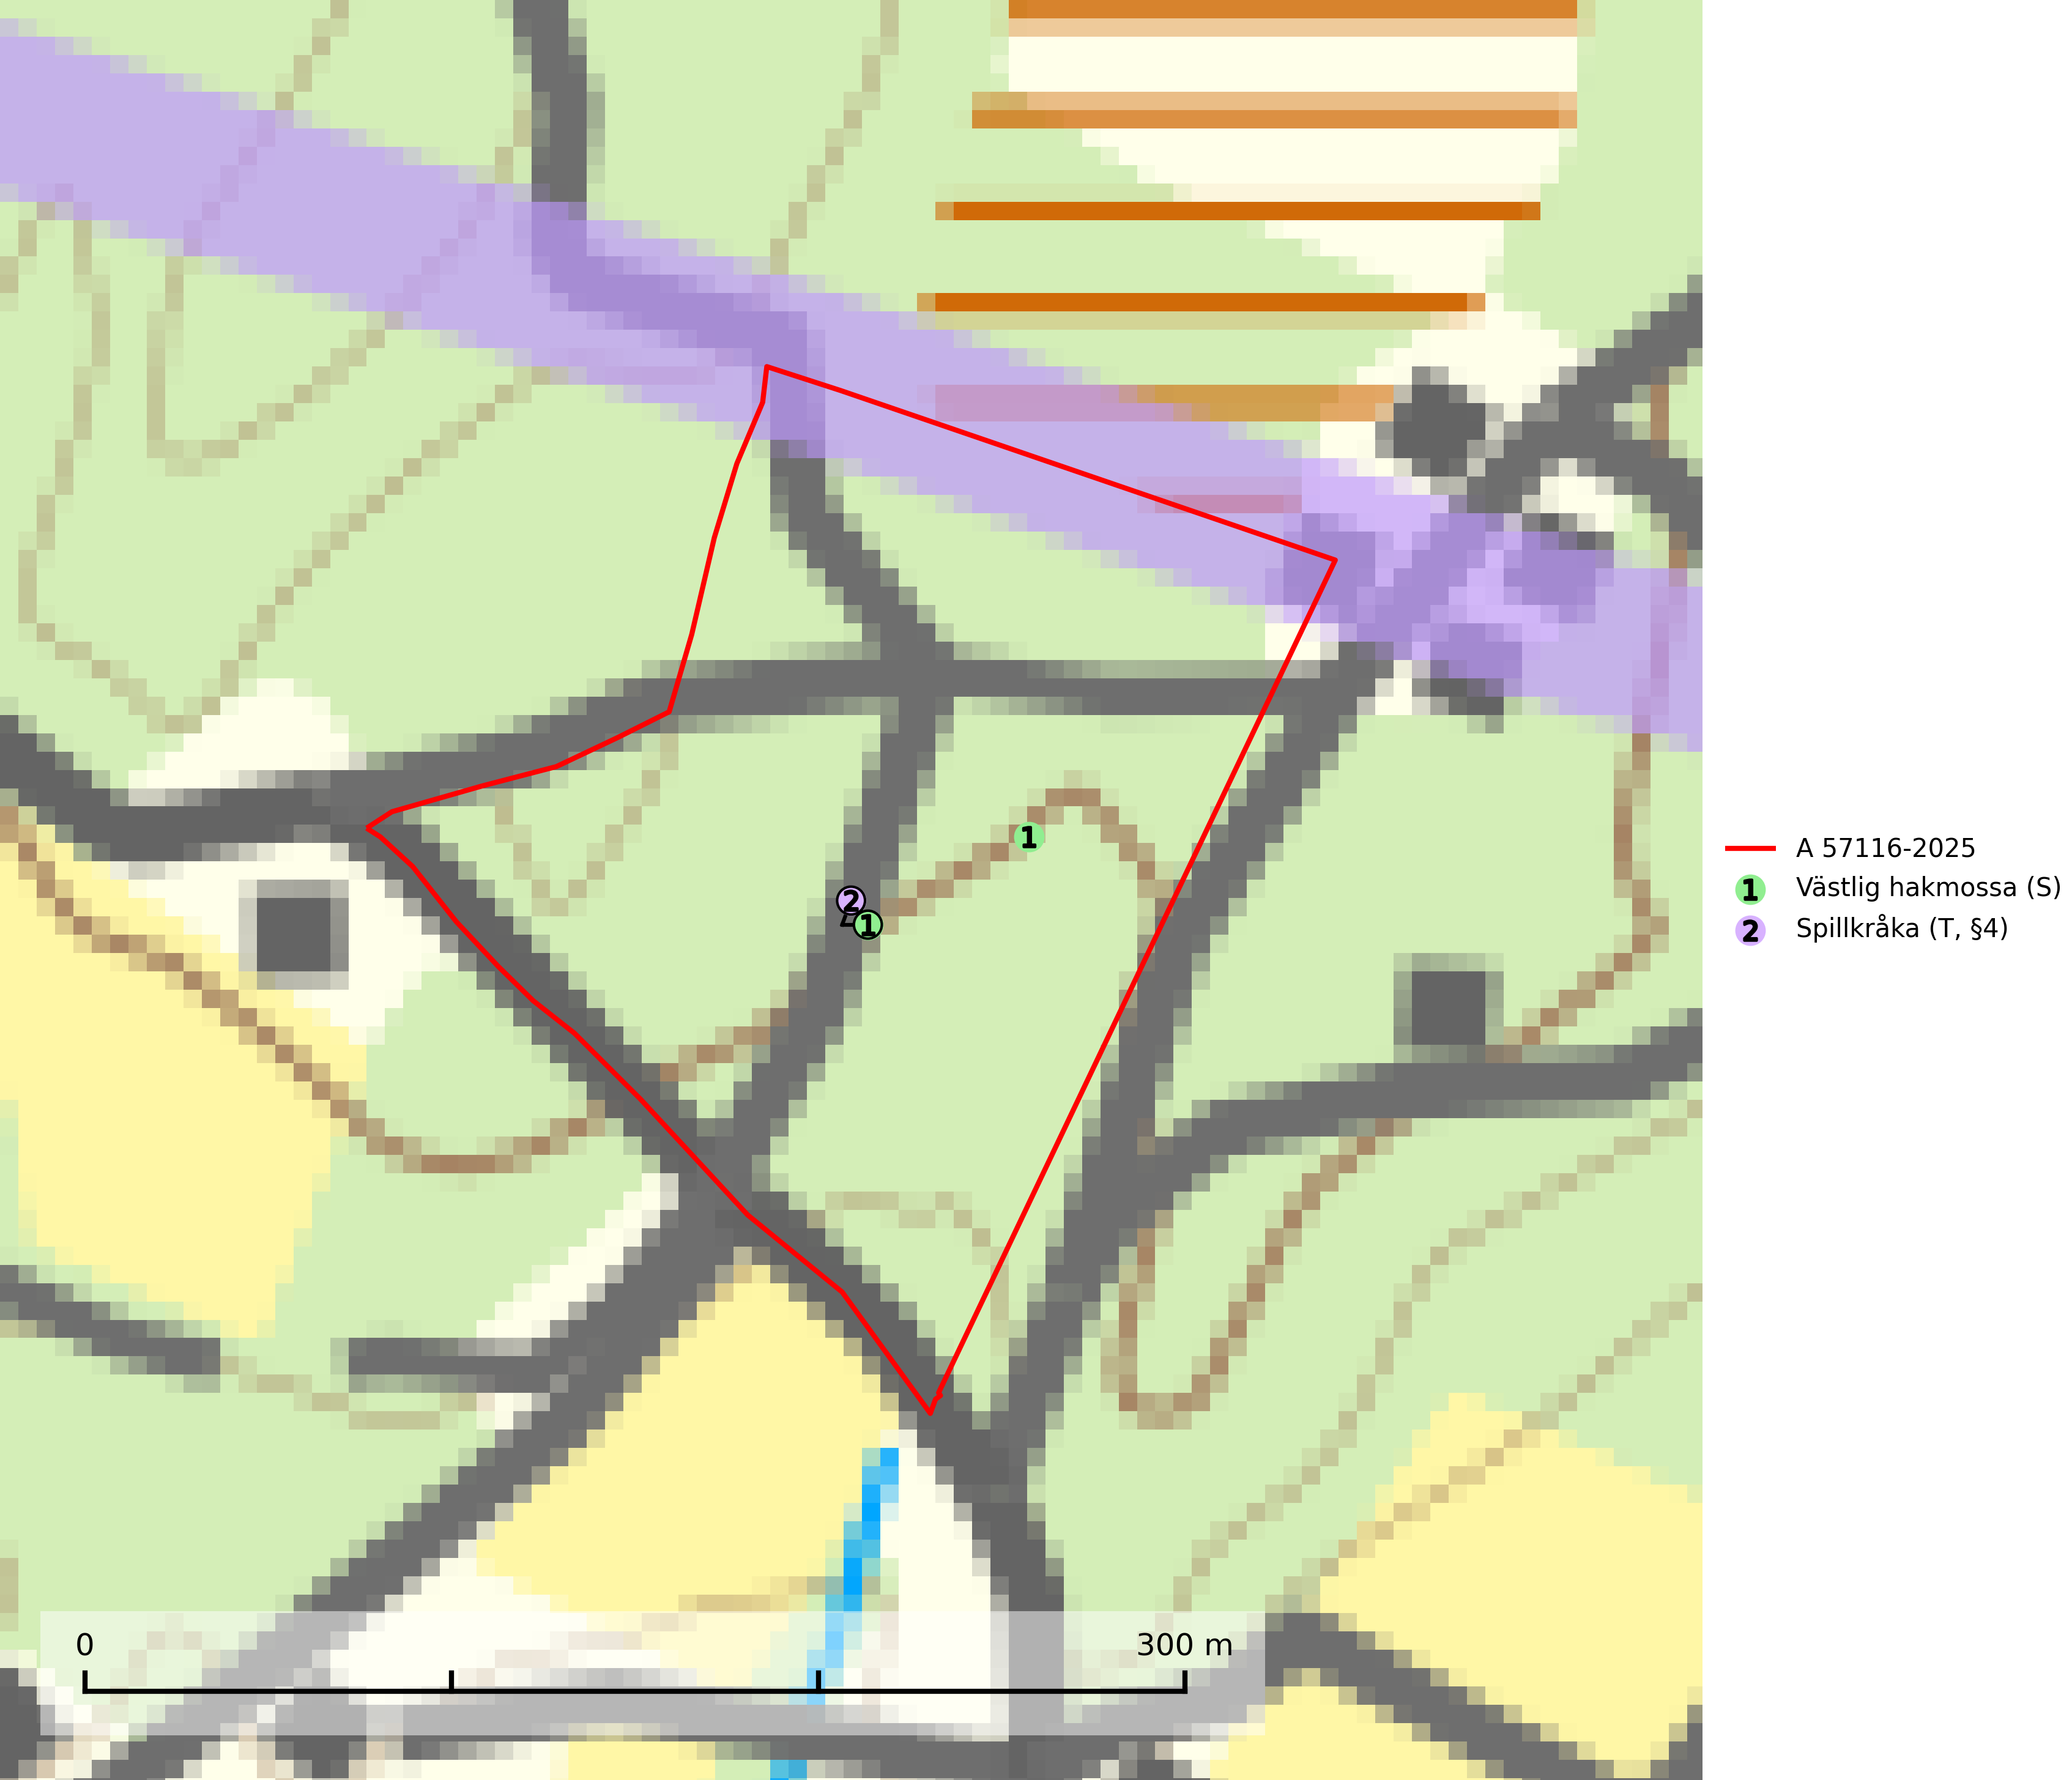 1
2
1
A 57116-2025
1 Västlig hakmossa (S)
2 Spillkråka (T, §4)
0 300 m